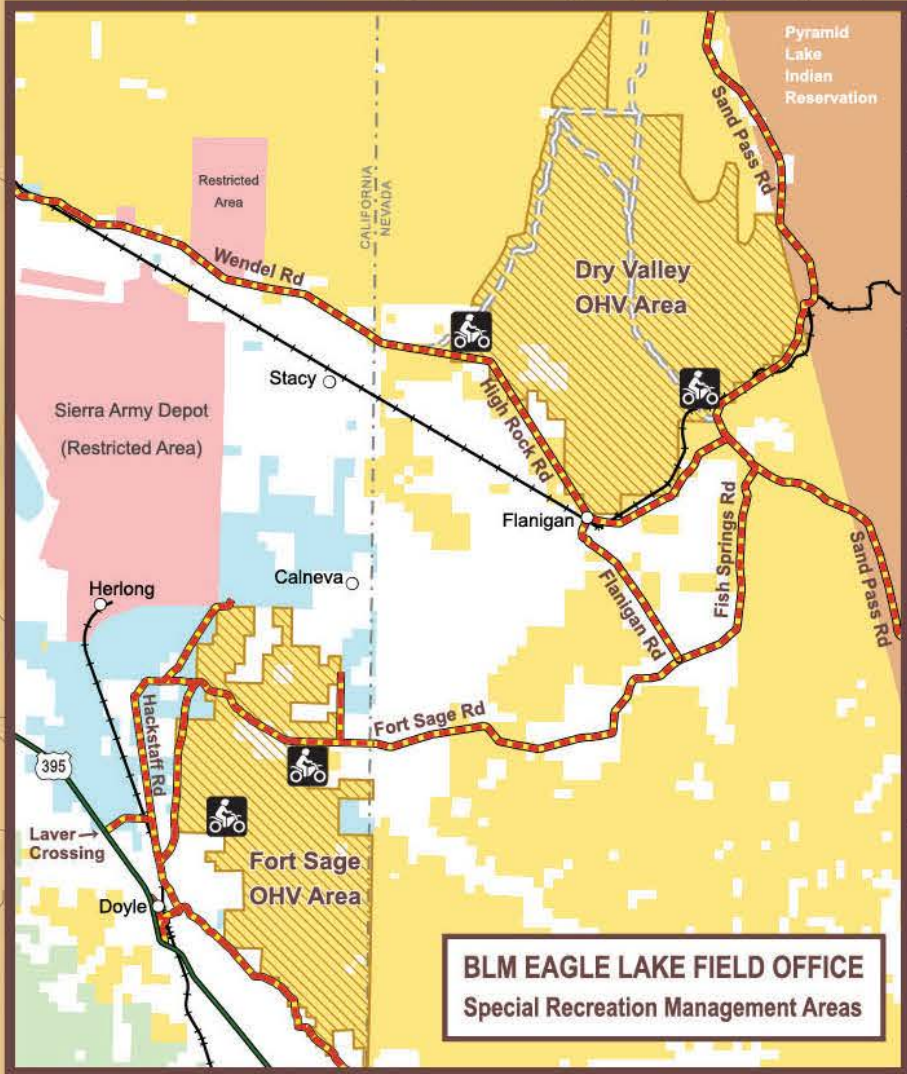 Pyramid
Lake
Indian
Reservation
Sand Pass Rd
Restricted
Area
CALIFORNIA
NEVADA
Wendel Rd
Dry Valley
OHV Area
Stacy
High Rock Rd
Sierra Army Depot
(Restricted Area)
Flanigan
Fish Springs Rd
Sand Pass Rd
Calneva
Herlong
Flanigan Rd
Hackstaff Rd
Fort Sage Rd
395
Laver
Crossing
Fort Sage
OHV Area
Doyle
BLM EAGLE LAKE FIELD OFFICE
Special Recreation Management Areas